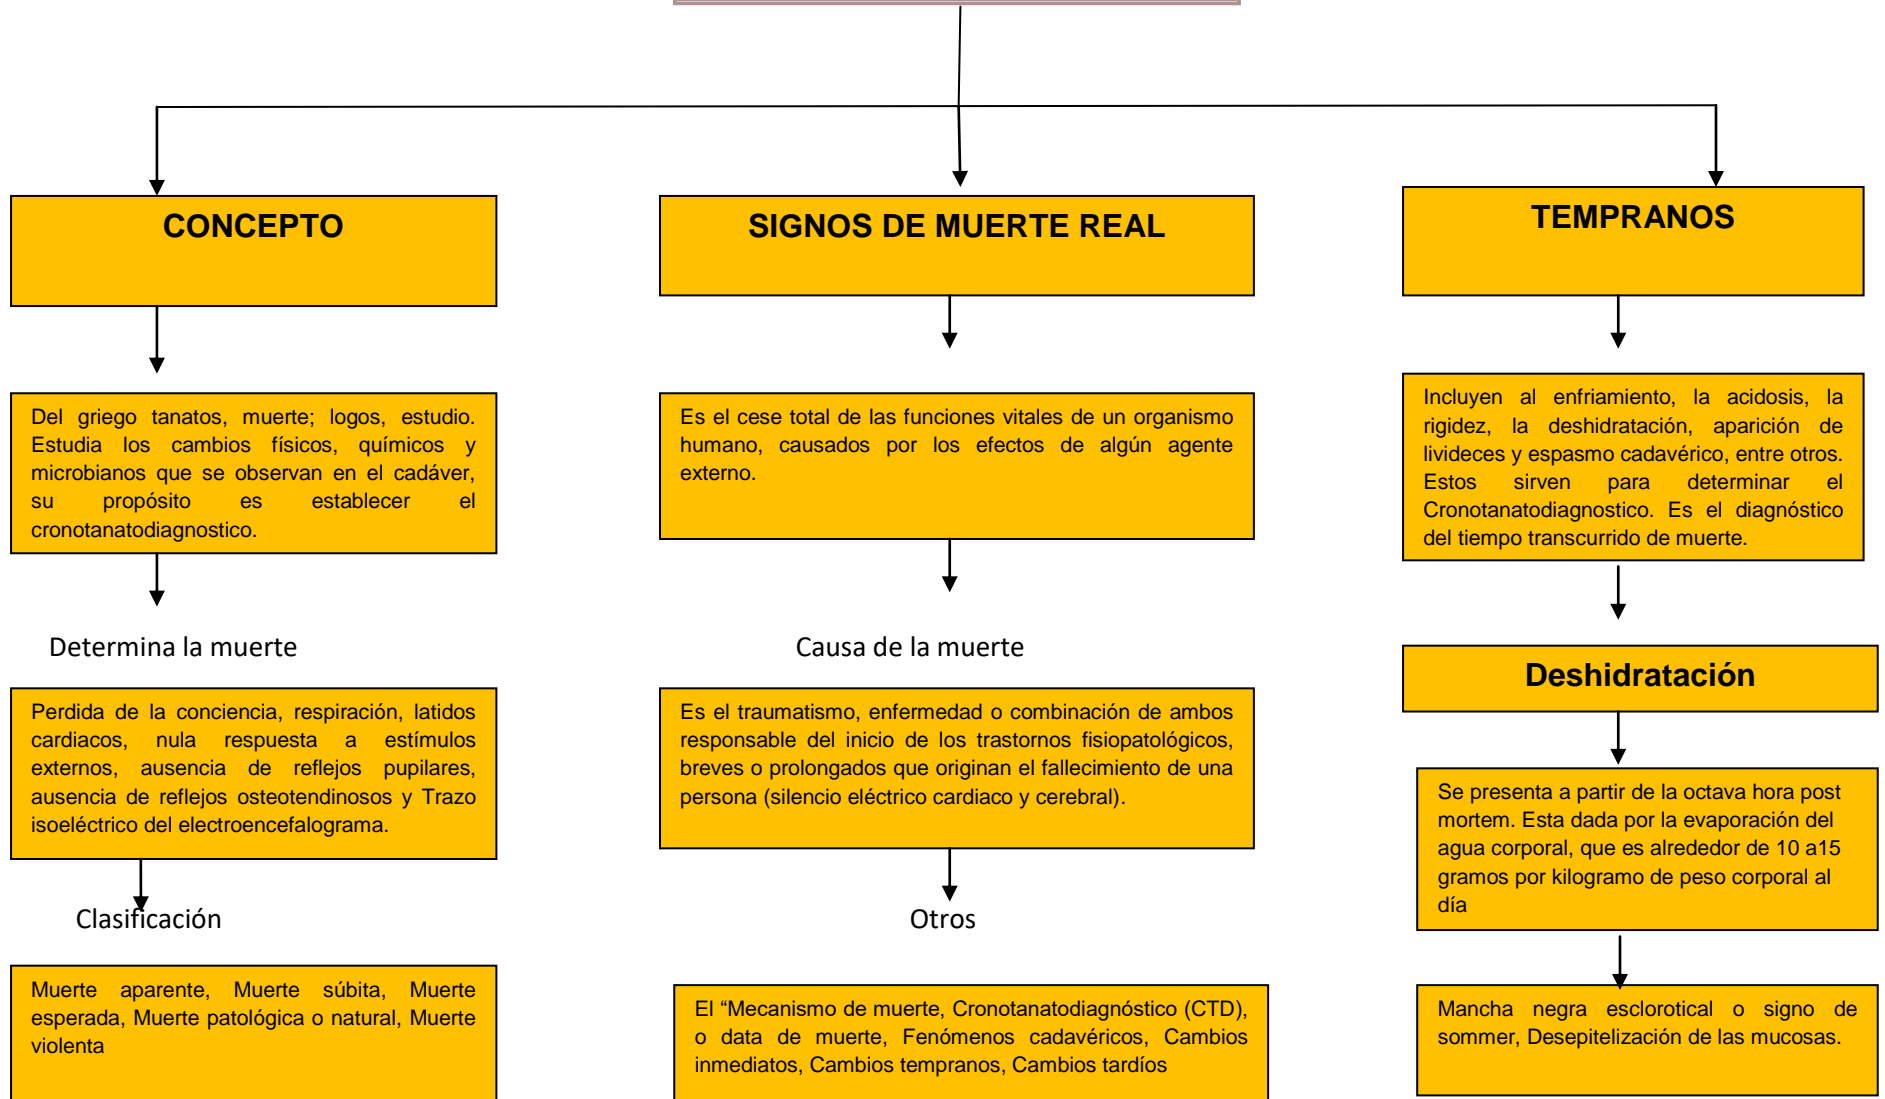 CONCEPTO
Del griego tanatos, muerte; logos, estudio.
Estudia los cambios físicos, químicos y
microbianos que se observan en el cadáver,
su propósito es establecer el
cronotanatodiagnostico.
Determina la muerte
Perdida de la conciencia, respiración, latidos
cardiacos, nula respuesta a estímulos
externos, ausencia de reflejos pupilares,
ausencia de reflejos osteotendinosos y Trazo
isoeléctrico del electroencefalograma.
Clasificación
Muerte aparente, Muerte súbita, Muerte
esperada, Muerte patológica o natural, Muerte
violenta
SIGNOS DE MUERTE REAL
Es el cese total de las funciones vitales de un organismo
humano, causados por los efectos de algún agente
externo.
Causa de la muerte
Es el traumatismo, enfermedad o combinación de ambos
responsable del inicio de los trastornos fisiopatológicos,
breves o prolongados que originan el fallecimiento de una
persona (silencio eléctrico cardiaco y cerebral).
Otros
El “Mecanismo de muerte, Cronotanatodiagnóstico (CTD),
o data de muerte, Fenómenos cadavéricos, Cambios
inmediatos, Cambios tempranos, Cambios tardíos
TEMPRANOS
Incluyen al enfriamiento, la acidosis, la
rigidez, la deshidratación, aparición de
livideces y espasmo cadavérico, entre otros.
Estos sirven para determinar el
Cronotanatodiagnostico. Es el diagnóstico
del tiempo transcurrido de muerte.
Deshidratación
Se presenta a partir de la octava hora post
mortem. Esta dada por la evaporación del
agua corporal, que es alrededor de 10 a15
gramos por kilogramo de peso corporal al
día
Mancha negra esclorotical o signo de
sommer, Desepitelización de las mucosas.